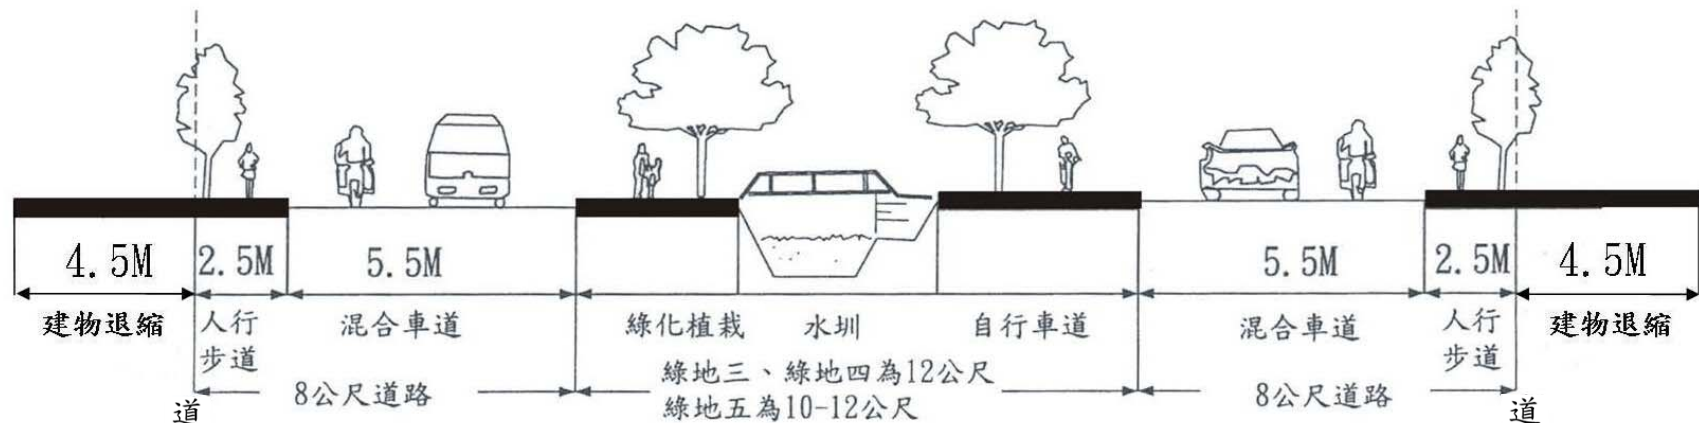 4.5M 2.5M 5.5M 5.5M 2.5M 4.5M
建物退縮 人行步道 混合車道 綠化植栽 水圳 自行車道 混合車道 人行步道 建物退縮
8公尺道路 綠地三、綠地四為12公尺 8公尺道路
綠地五為10-12公尺
道 道